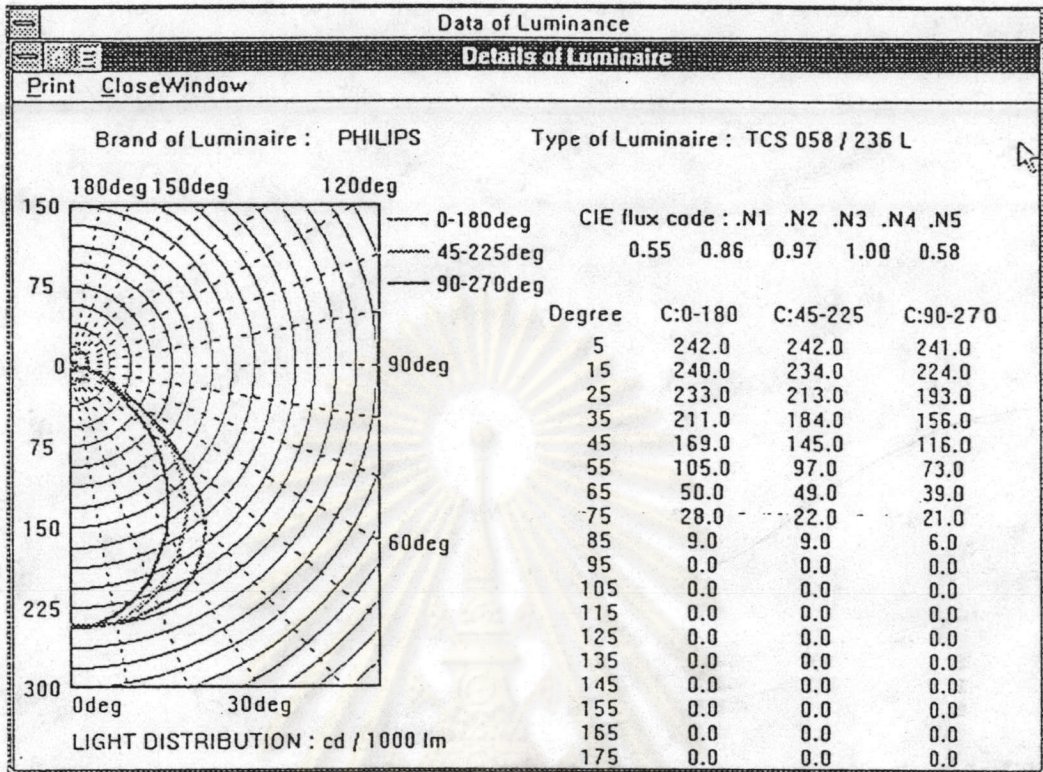 Data of Luminance
Details of Luminaire
Print CloseWindow
Brand of Luminaire : PHILIPS
Type of Luminaire : TCS 058 / 236 L
180deg 150deg 120deg
150
75
0
75
150
225
300
90deg
60deg
0deg 30deg
0-180deg
45-225deg
90-270deg
LIGHT DISTRIBUTION : cd / 1000 lm
CIE flux code : .N1 .N2 .N3 .N4 .N5
0.55 0.86 0.97 1.00 0.58
Degree C:0-180 C:45-225 C:90-270
5 242.0 242.0 241.0
15 240.0 234.0 224.0
25 233.0 213.0 193.0
35 211.0 184.0 156.0
45 169.0 145.0 116.0
55 105.0 97.0 73.0
65 50.0 49.0 39.0
75 28.0 22.0 21.0
85 9.0 9.0 6.0
95 0.0 0.0 0.0
105 0.0 0.0 0.0
115 0.0 0.0 0.0
125 0.0 0.0 0.0
135 0.0 0.0 0.0
145 0.0 0.0 0.0
155 0.0 0.0 0.0
165 0.0 0.0 0.0
175 0.0 0.0 0.0